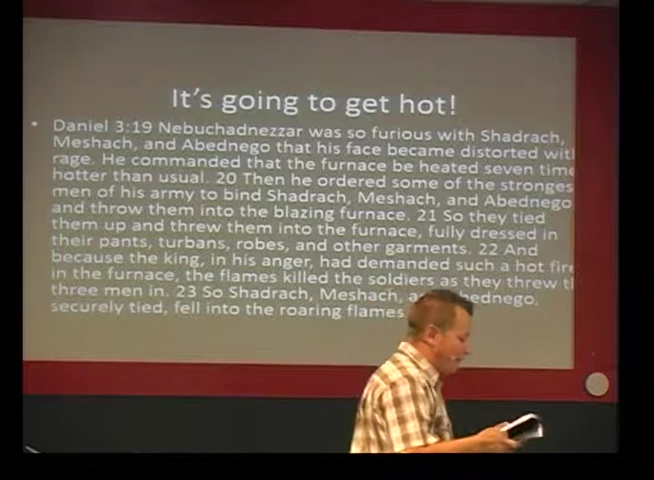 It's going to get hot!
• Daniel 3:19 Nebuchadnezzar was so furious with Shadrach,
Meshach, and Abednego that his face became distorted with
rage. He commanded that the furnace be heated seven time
hotter than usual. 20 Then he ordered some of the stronges
men of his army to bind Shadrach, Meshach, and Abednego
and throw them into the blazing furnace. 21 So they tied
them up and threw them into the furnace, fully dressed in
their pants, turbans, robes, and other garments. 22 And
because the king, in his anger, had demanded such a hot fire
in the furnace, the flames killed the soldiers as they threw t
three men in. 23 So Shadrach, Meshach, a bednego,
securely tied, fell into the roaring flames